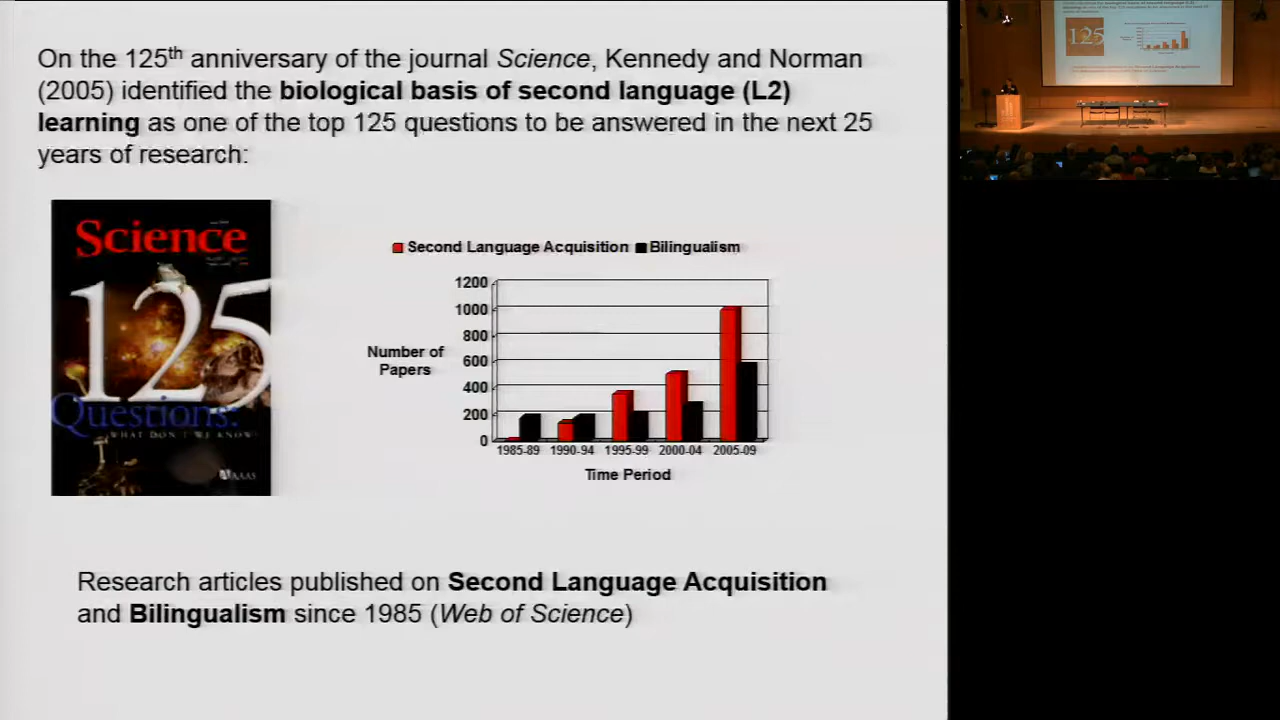 On the 125th anniversary of the journal Science, Kennedy and Norman
(2005) identified the biological basis of second language (L2)
learning as one of the top 125 questions to be answered in the next 25
years of research:
Science
125
Questions:
WHAT DON'T WE KNOW?
AAAS
Second Language Acquisition Bilingualism
1200
1000
800
600
400
200
0
Number of
Papers
1985-89 1990-94 1995-99 2000-04 2005-09
Time Period
Research articles published on Second Language Acquisition
and Bilingualism since 1985 (Web of Science)
125